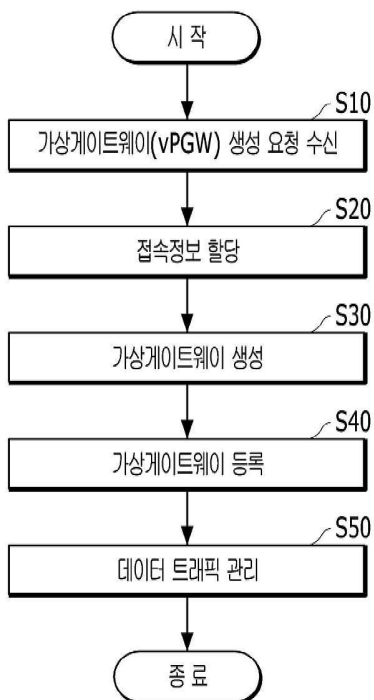 시 작
S10
가상게이트웨이(vPGW) 생성 요청 수신
S20
접속정보 할당
S30
가상게이트웨이 생성
S40
가상게이트웨이 등록
S50
데이터 트래픽 관리
종 료